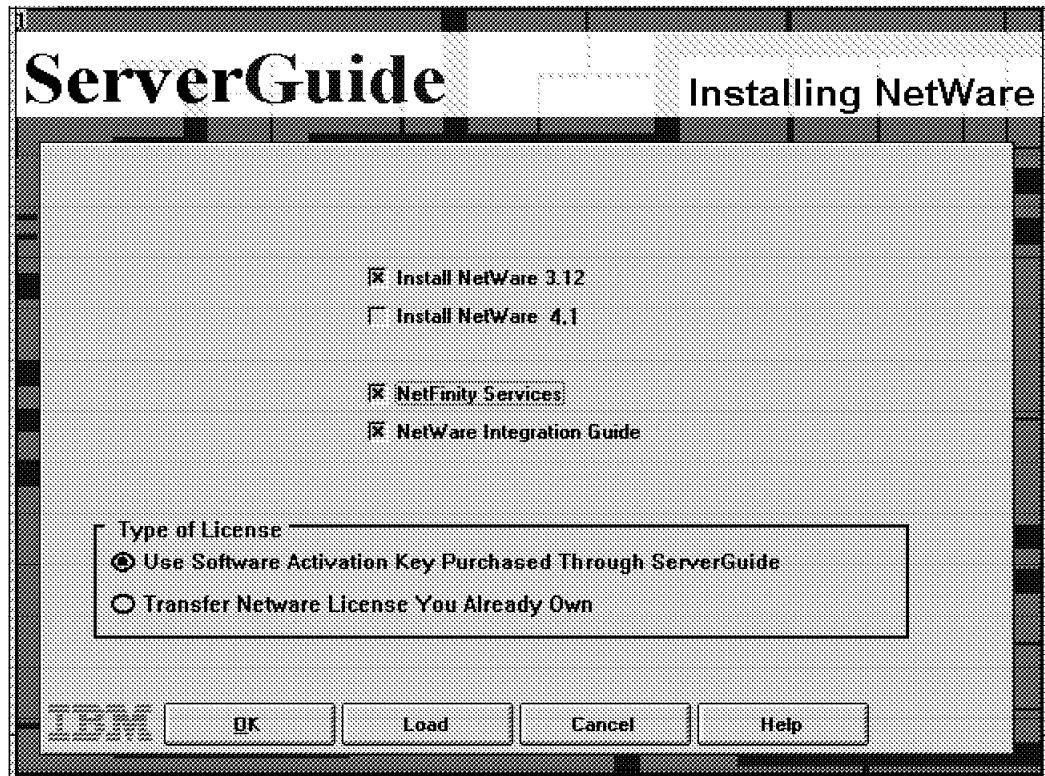 ServerGuide
Installing NetWare
Install NetWare 3.12
Install NetWare 4.1
NetFinity Services
NetWare Integration Guide
Type of License
Use Software Activation Key Purchased Through ServerGuide
Transfer Netware License You Already Own
IBM
OK
Load
Cancel
Help